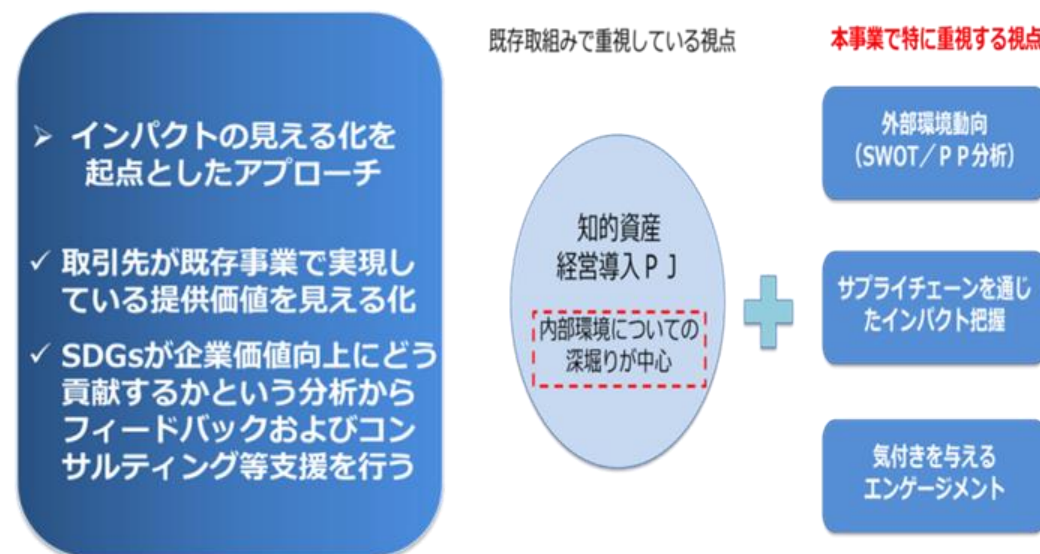 ➢ インパクトの見える化を
起点としたアプローチ
✓ 取引先が既存事業で実現し
ている提供価値を見える化
✓ SDGsが企業価値向上にどう
貢献するかという分析から
フィードバックおよびコン
サルティング等支援を行う
既存取組みで重視している視点
知的資産
経営導入ＰＪ
内部環境についての
深堀りが中心
本事業で特に重視する視点
外部環境動向
（SWOT／ＰＰ分析）
サプライチェーンを通じ
たインパクト把握
気付きを与える
エンゲージメント